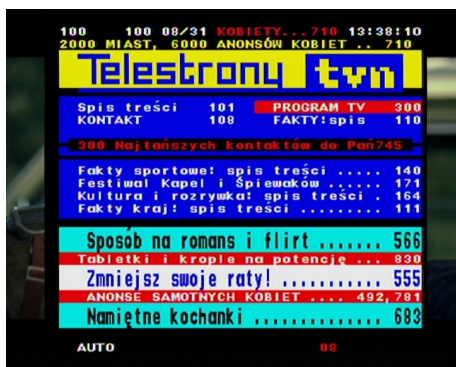 100 100 08/31 KOBIETY...710 13:38:10
2000 MIAST, 6000 ANONSÓW KOBIET .. 710
Telestrony tvn
Spis treści 101 PROGRAM TV 300
KONTAKT 108 FAKTY:spis 110
300 Najtańszych kontaktów do Pań745
Fakty sportowe: spis treści ..... 140
Festiwal Kapel i Śpiewaków ...... 171
Kultura i rozrywka: spis treści . 164
Fakty kraj: spis treści ......... 111
Sposób na romans i flirt ....... 566
Tabletki i krople na potencję ... 830
Zmniejsz swoje raty! ........... 555
ANONSE SAMOTNYCH KOBIET .... 492,781
Namiętne kochanki .............. 683
AUTO 08